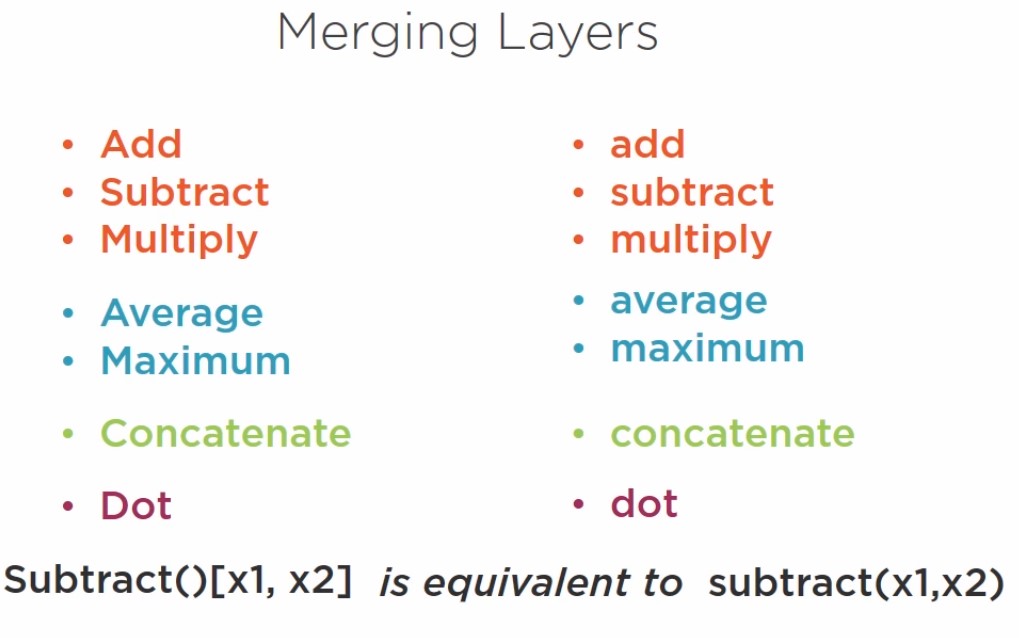 Merging Layers
• Add
• Subtract
• Multiply
• Average
• Maximum
• Concatenate
• Dot
• add
• subtract
• multiply
• average
• maximum
• concatenate
• dot
Subtract()[x1, x2] is equivalent to subtract(x1,x2)